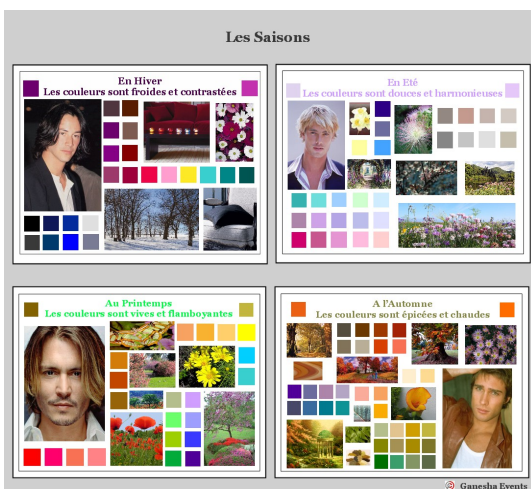 Les Saisons
En Hiver
Les couleurs sont froides et contrastées
En Eté
Les couleurs sont douces et harmonieuses
Au Printemps
Les couleurs sont vives et flamboyantes
A l'Automne
Les couleurs sont épicées et chaudes
Ganesha Events